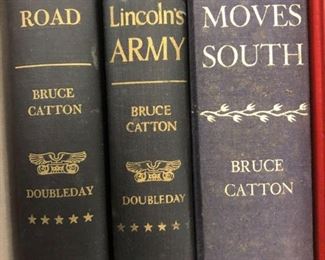 ROAD
BRUCE
CATTON
DOUBLEDAY
Lincoln's
ARMY
BRUCE
CATTON
DOUBLEDAY
MOVES
SOUTH
BRUCE
CATTON